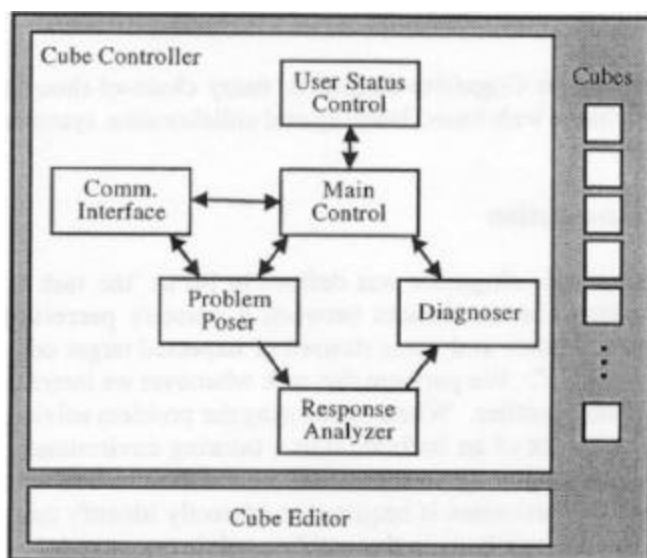 Cube Controller
User Status
Control
Cubes
Comm.
Interface
Main
Control
Problem
Poser
Diagnoser
Response
Analyzer
Cube Editor